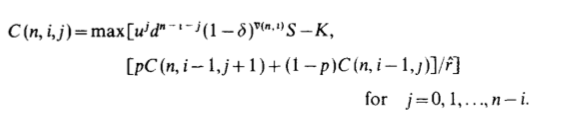 C(n, i, j) = max[u^j d^{n-i-j}(1-δ)^{v̄(n,i)}S-K,
[pC(n, i-1, j+1)+(1-p)C(n, i-1, j)]/r̂]
for j=0, 1, ..., n-i.